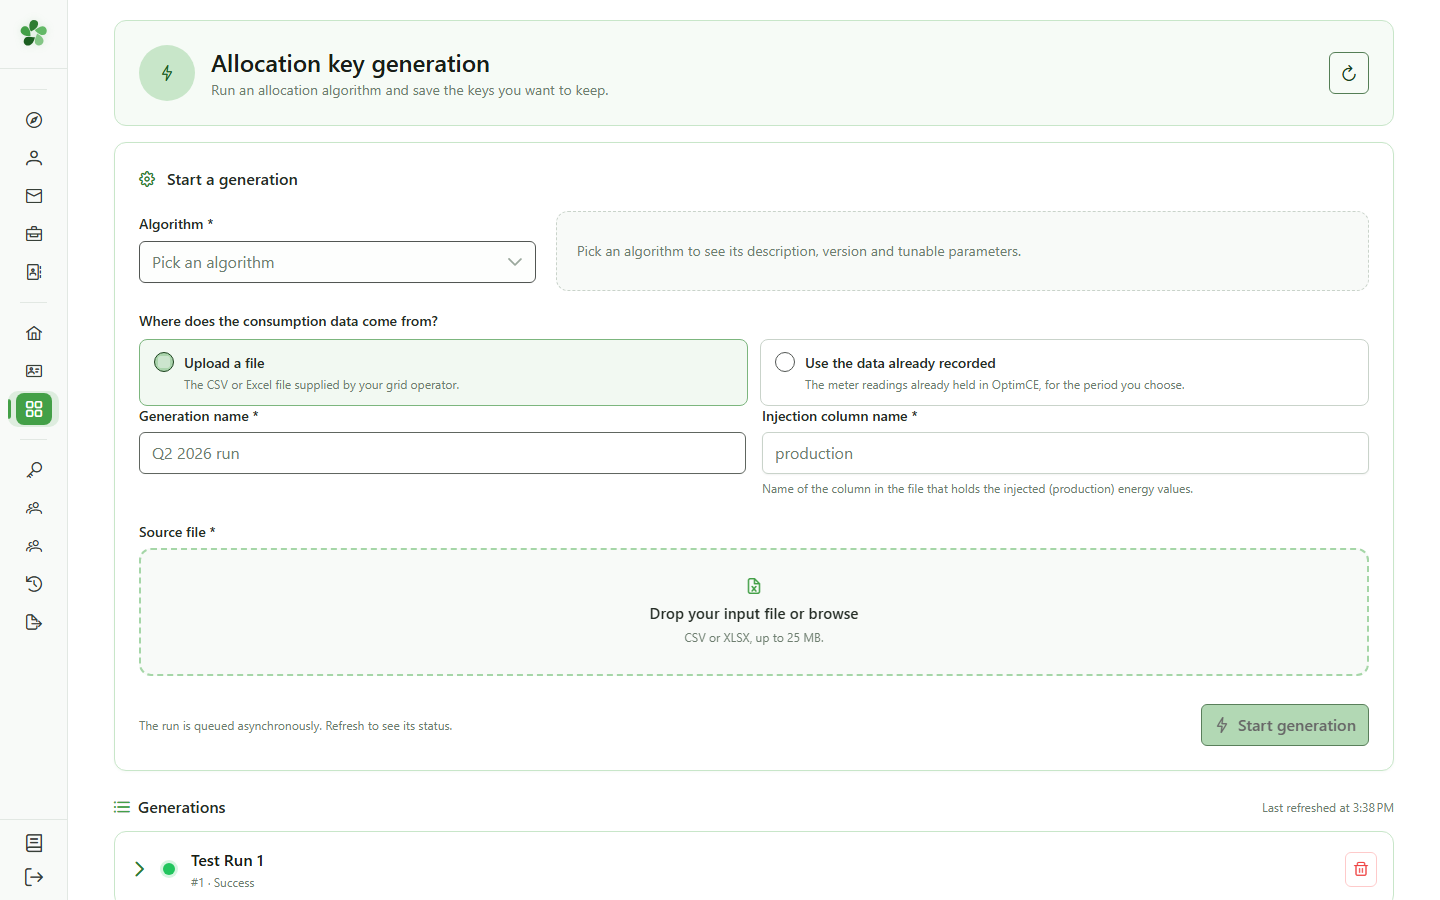 Allocation key generation
Run an allocation algorithm and save the keys you want to keep.
Start a generation
Algorithm *
Pick an algorithm
Pick an algorithm to see its description, version and tunable parameters.
Where does the consumption data come from?
Upload a file
The CSV or Excel file supplied by your grid operator.
Use the data already recorded
The meter readings already held in OptimCE, for the period you choose.
Generation name *
Q2 2026 run
Injection column name *
production
Name of the column in the file that holds the injected (production) energy values.
Source file *
Drop your input file or browse
CSV or XLSX, up to 25 MB.
The run is queued asynchronously. Refresh to see its status.
Start generation
Generations
Last refreshed at 3:38 PM
Test Run 1
#1 · Success